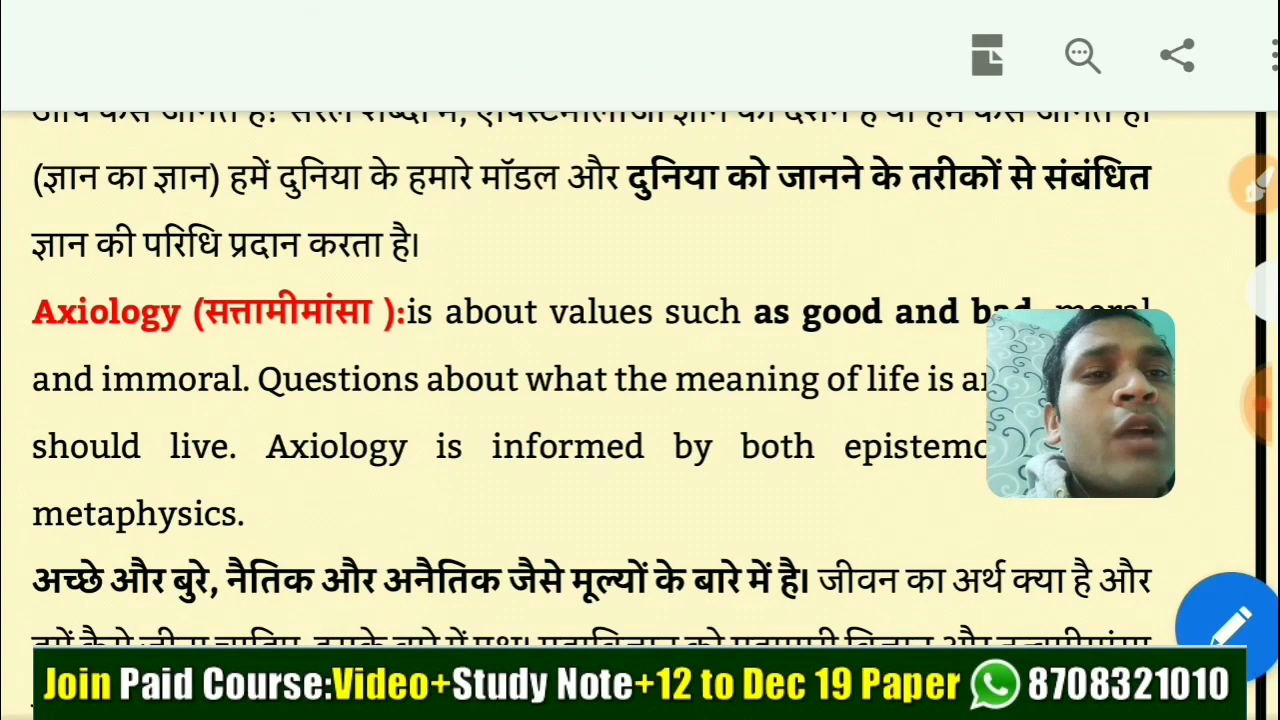 (ज्ञान का ज्ञान) हमें दुनिया के हमारे मॉडल और दुनिया को जानने के तरीकों से संबंधित
ज्ञान की परिधि प्रदान करता है।
Axiology (सत्तामीमांसा ):is about values such as good and bad, moral
and immoral. Questions about what the meaning of life is
should live. Axiology is informed by both
metaphysics.
अच्छे और बुरे, नैतिक और अनैतिक जैसे मूल्यों के बारे में है। जीवन का अर्थ क्या है और
Join Paid Course:Video+Study Note+12 to Dec 19 Paper 8708321010